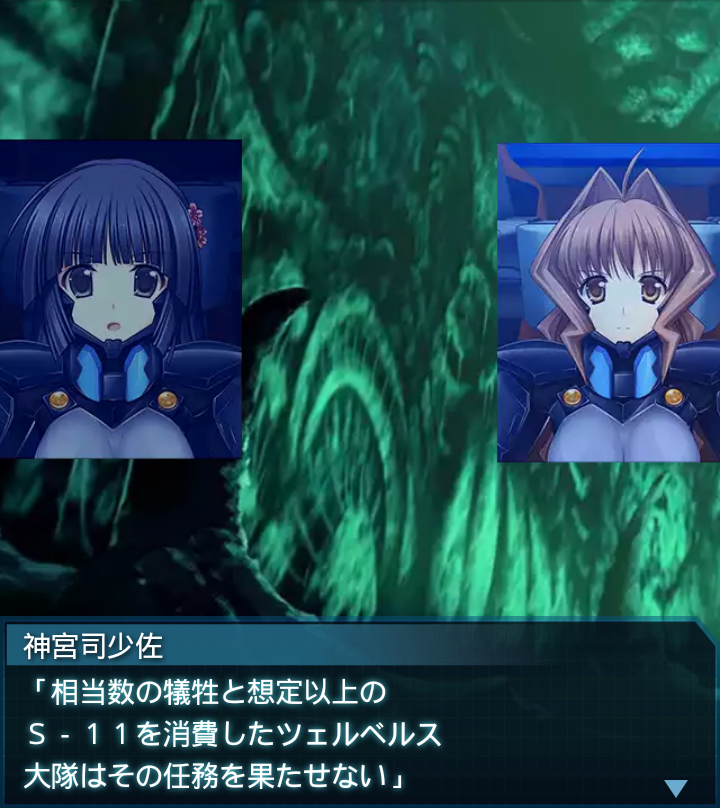 神宮司少佐
「相当数の犠牲と想定以上の
Ｓ‐１１を消費したツェルベルス
大隊はその任務を果たせない」